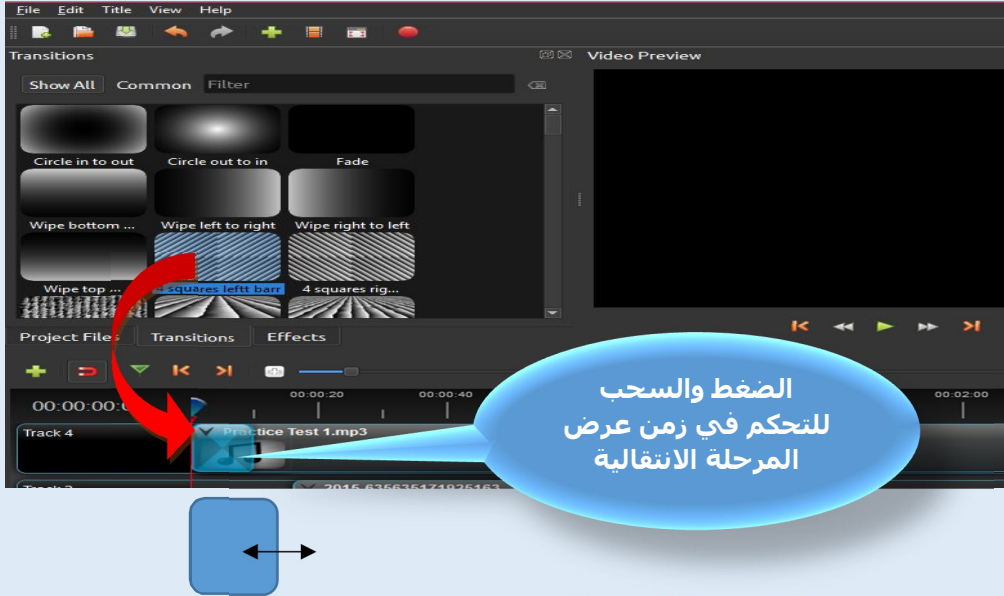 File Edit Title View Help
Transitions
Video Preview
Show All Common Filter
Circle in to out Circle out to in Fade
Wipe bottom ... Wipe left to right Wipe right to left
Wipe top ... squares leftt barr 4 squares rig...
Project Files Transitions Effects
00:00:20 00:00:40 00:02:00
00:00:00:
Track 4
Practice Test 1.mp3
الضغط والسحب
للتحكم في زمن عرض
المرحلة الانتقالية